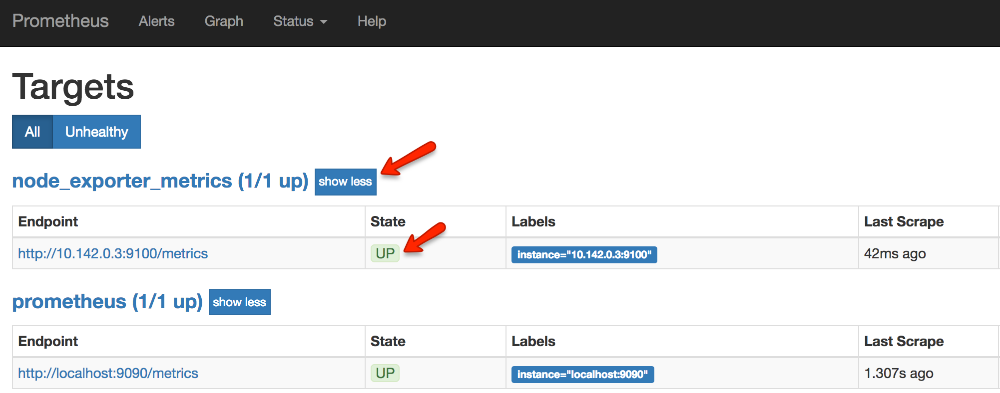 Prometheus Alerts Graph Status Help
Targets
All Unhealthy
node_exporter_metrics (1/1 up) show less
Endpoint State Labels Last Scrape
http://10.142.0.3:9100/metrics UP instance="10.142.0.3:9100" 42ms ago
prometheus (1/1 up) show less
Endpoint State Labels Last Scrape
http://localhost:9090/metrics UP instance="localhost:9090" 1.307s ago